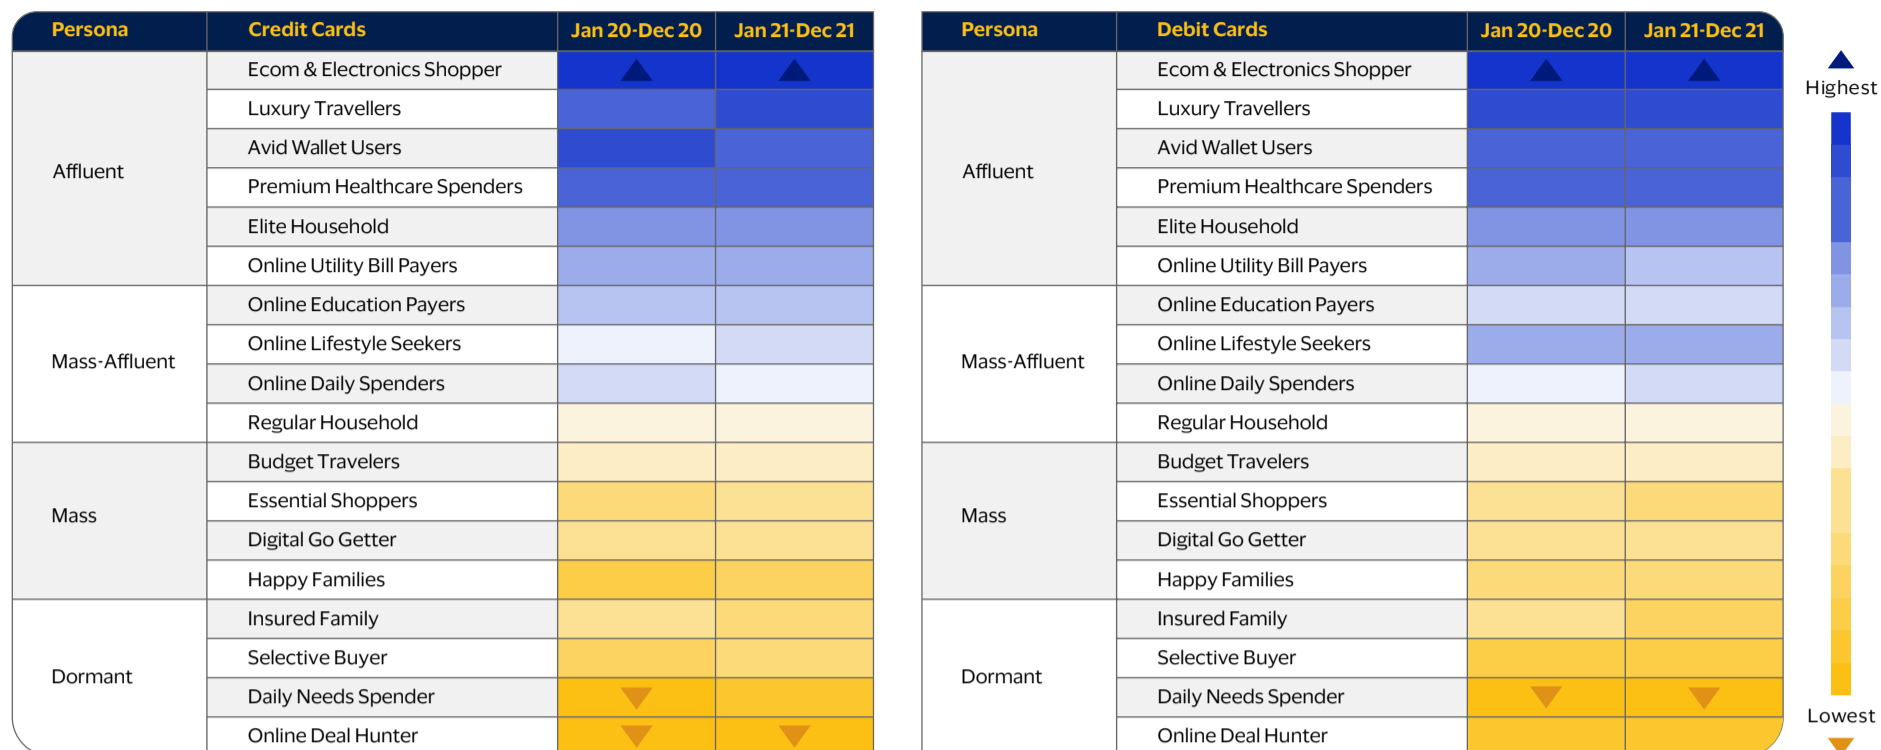 Persona Credit Cards Jan 20-Dec 20 Jan 21-Dec 21
Affluent
Ecom & Electronics Shopper
Luxury Travellers
Avid Wallet Users
Premium Healthcare Spenders
Elite Household
Online Utility Bill Payers
Mass-Affluent
Online Education Payers
Online Lifestyle Seekers
Online Daily Spenders
Regular Household
Mass
Budget Travelers
Essential Shoppers
Digital Go Getter
Happy Families
Dormant
Insured Family
Selective Buyer
Daily Needs Spender
Online Deal Hunter
Persona Debit Cards Jan 20-Dec 20 Jan 21-Dec 21
Affluent
Ecom & Electronics Shopper
Luxury Travellers
Avid Wallet Users
Premium Healthcare Spenders
Elite Household
Online Utility Bill Payers
Mass-Affluent
Online Education Payers
Online Lifestyle Seekers
Online Daily Spenders
Regular Household
Mass
Budget Travelers
Essential Shoppers
Digital Go Getter
Happy Families
Dormant
Insured Family
Selective Buyer
Daily Needs Spender
Online Deal Hunter
Highest
Lowest